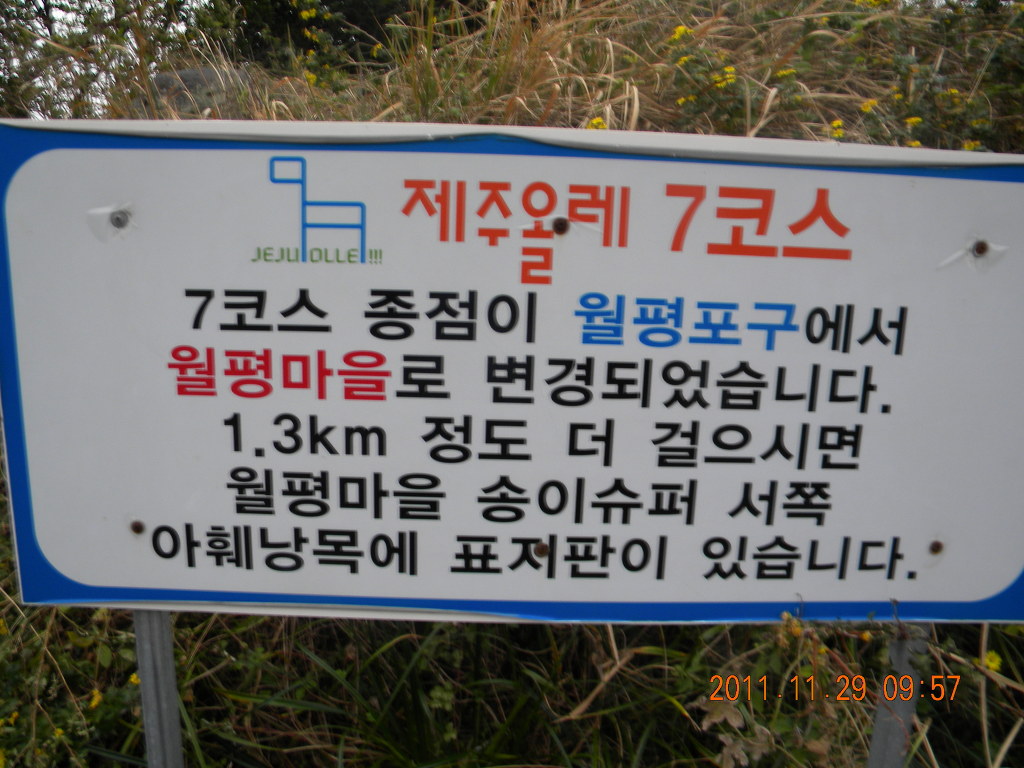 제주올레 7코스
JEJU OLLE!!!
7코스 종점이 월평포구에서
월평마을로 변경되었습니다.
1.3km 정도 더 걸으시면
월평마을 송이슈퍼 서쪽
아훼낭목에 표지판이 있습니다.
2011.11.29 09:57